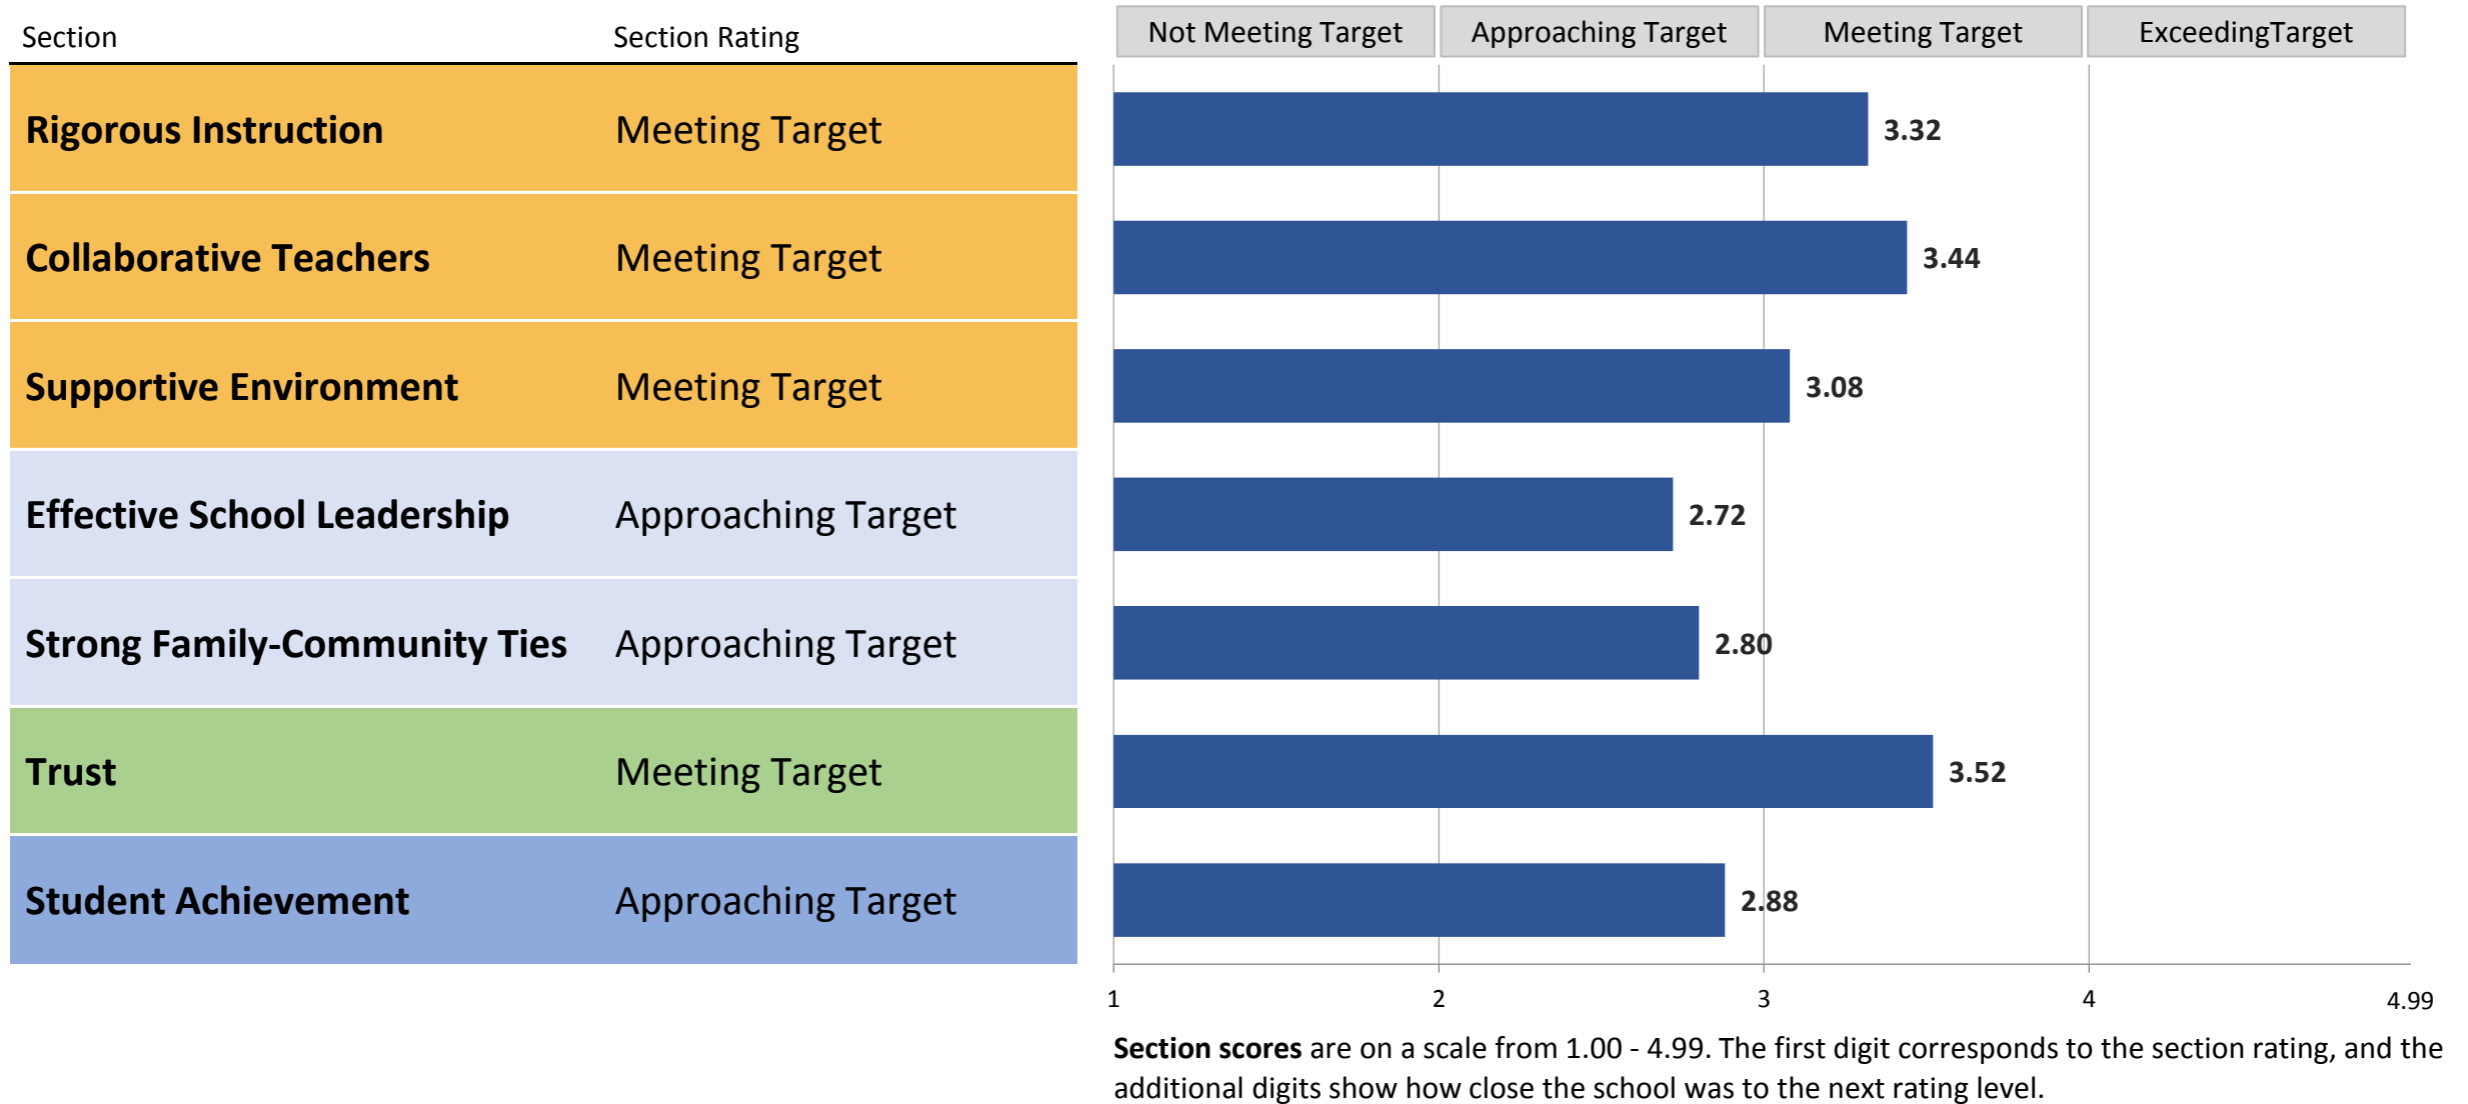 Section Section Rating Not Meeting Target Approaching Target Meeting Target ExceedingTarget
Rigorous Instruction Meeting Target 3.32
Collaborative Teachers Meeting Target 3.44
Supportive Environment Meeting Target 3.08
Effective School Leadership Approaching Target 2.72
Strong Family-Community Ties Approaching Target 2.80
Trust Meeting Target 3.52
Student Achievement Approaching Target 2.88
1 2 3 4 4.99
Section scores are on a scale from 1.00 - 4.99. The first digit corresponds to the section rating, and the
additional digits show how close the school was to the next rating level.